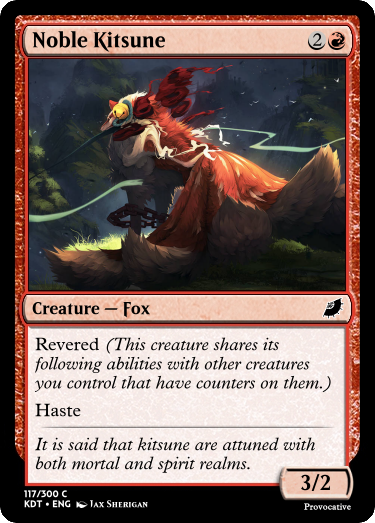 Noble Kitsune 2
Creature — Fox
Revered (This creature shares its
following abilities with other creatures
you control that have counters on them.)
Haste
It is said that kitsune are attuned with
both mortal and spirit realms.
3/2
117/300 C
KDT • ENG Jax Sherigan
Provocative